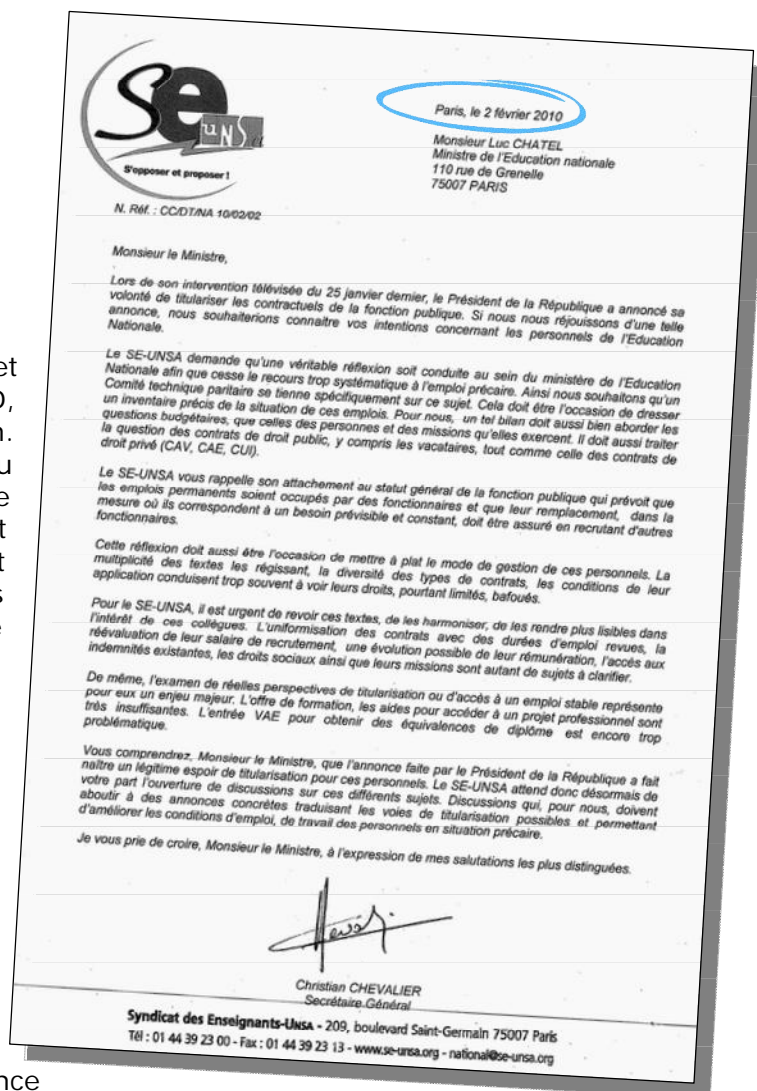 Se
UNSa
S'opposer et proposer !
N. Réf. : CC/DT/NA 10/02/02
Paris, le 2 février 2010
Monsieur Luc CHATEL
Ministre de l'Education nationale
110 rue de Grenelle
75007 PARIS
Monsieur le Ministre,
Lors de son intervention télévisée du 25 janvier dernier, le Président de la République a annoncé sa
volonté de titulariser les contractuels de la fonction publique. Si nous nous réjouissons d'une telle
annonce, nous souhaiterions connaitre vos intentions concernant les personnels de l'Education
Nationale.
Le SE-UNSA demande qu'une véritable réflexion soit conduite au sein du ministère de l'Education
Nationale afin que cesse le recours trop systématique à l'emploi précaire. Ainsi nous souhaitons qu'un
Comité technique paritaire se tienne spécifiquement sur ce sujet. Cela doit être l'occasion de dresser
un inventaire précis de la situation de ces emplois. Pour nous, un tel bilan doit aussi bien aborder les
questions budgétaires, que celles des personnes et des missions qu'elles exercent. Il doit aussi traiter
la question des contrats de droit public, y compris les vacataires, tout comme celle des contrats de
droit privé (CAV, CAE, CUI).
Le SE-UNSA vous rappelle son attachement au statut général de la fonction publique qui prévoit que
les emplois permanents soient occupés par des fonctionnaires et que leur remplacement, dans la
mesure où ils correspondent à un besoin prévisible et constant, doit être assuré en recrutant d'autres
fonctionnaires.
Cette réflexion doit aussi être l'occasion de mettre à plat le mode de gestion de ces personnels. La
multiplicité des textes les régissant, la diversité des types de contrats, les conditions de leur
application conduisent trop souvent à voir leurs droits, pourtant limités, bafoués.
Pour le SE-UNSA, il est urgent de revoir ces textes, de les harmoniser, de les rendre plus lisibles dans
l'intérêt de ces collègues. L'uniformisation des contrats avec des durées d'emploi revues, la
réévaluation de leur salaire de recrutement, une évolution possible de leur rémunération, l'accès aux
indemnités existantes, les droits sociaux ainsi que leurs missions sont autant de sujets à clarifier.
De même, l'examen de réelles perspectives de titularisation ou d'accès à un emploi stable représente
pour eux un enjeu majeur. L'offre de formation, les aides pour accéder à un projet professionnel sont
très insuffisantes. L'entrée VAE pour obtenir des équivalences de diplôme est encore trop
problématique.
Vous comprendrez, Monsieur le Ministre, que l'annonce faite par le Président de la République a fait
naître un légitime espoir de titularisation pour ces personnels. Le SE-UNSA attend donc désormais de
votre part l'ouverture de discussions sur ces différents sujets. Discussions qui, pour nous, doivent
aboutir à des annonces concrètes traduisant les voies de titularisation possibles et permettant
d'améliorer les conditions d'emploi, de travail des personnels en situation précaire.
Je vous prie de croire, Monsieur le Ministre, à l'expression de mes salutations les plus distinguées.
Christian CHEVALIER
Secrétaire Général
Syndicat des Enseignants-UNSA - 209, boulevard Saint-Germain 75007 Paris
Tél : 01 44 39 23 00 - Fax : 01 44 39 23 13 - www.se-unsa.org - national@se-unsa.org
et